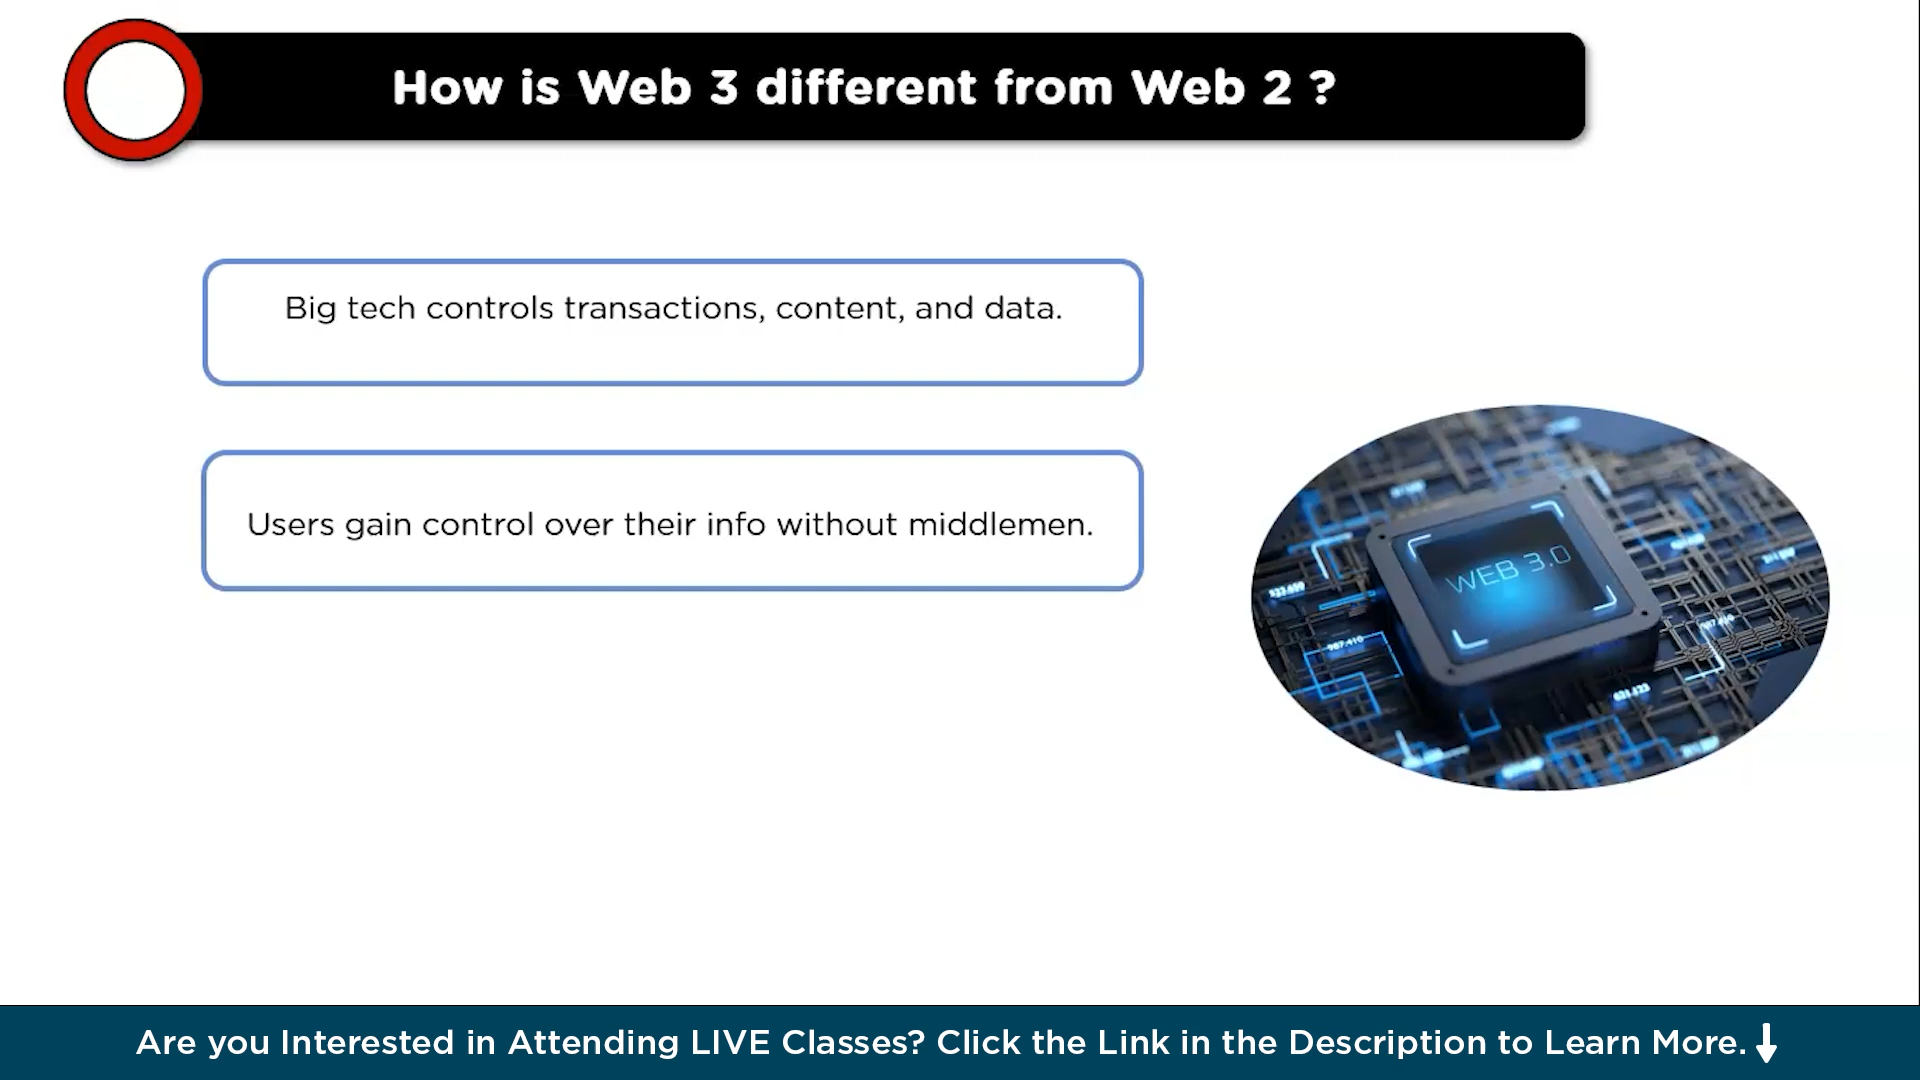 How is Web 3 different from Web 2 ?
Big tech controls transactions, content, and data.
Users gain control over their info without middlemen.
WEB 3.0
Are you Interested in Attending LIVE Classes? Click the Link in the Description to Learn More.